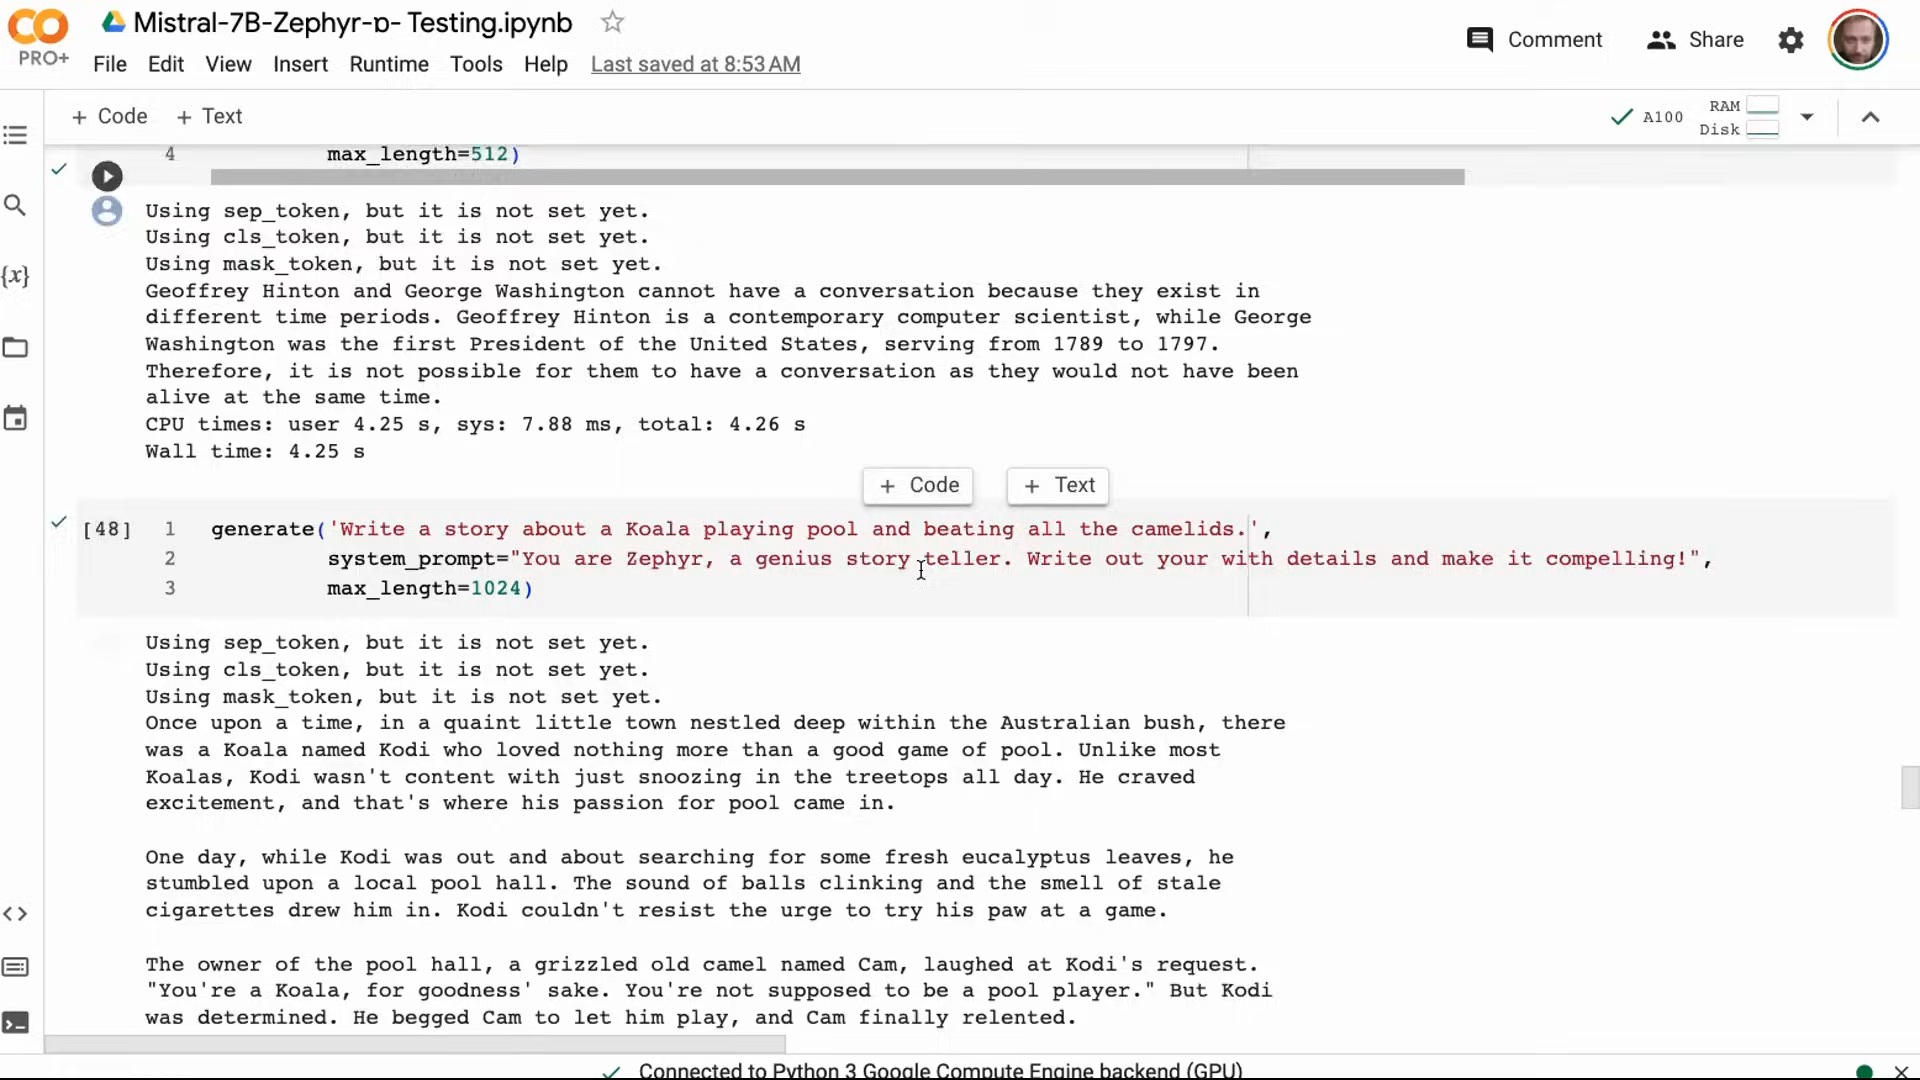 Mistral-7B-Zephyr-ɒ- Testing.ipynb
PRO+
File Edit View Insert Runtime Tools Help Last saved at 8:53 AM
Comment Share
+ Code + Text
A100 RAM
Disk
4 max_length=512)
Using sep_token, but it is not set yet.
Using cls_token, but it is not set yet.
Using mask_token, but it is not set yet.
Geoffrey Hinton and George Washington cannot have a conversation because they exist in
different time periods. Geoffrey Hinton is a contemporary computer scientist, while George
Washington was the first President of the United States, serving from 1789 to 1797.
Therefore, it is not possible for them to have a conversation as they would not have been
alive at the same time.
CPU times: user 4.25 s, sys: 7.88 ms, total: 4.26 s
Wall time: 4.25 s
+ Code + Text
[48] 1 generate('Write a story about a Koala playing pool and beating all the camelids.',
2 system_prompt="You are Zephyr, a genius story teller. Write out your with details and make it compelling!",
3 max_length=1024)
Using sep_token, but it is not set yet.
Using cls_token, but it is not set yet.
Using mask_token, but it is not set yet.
Once upon a time, in a quaint little town nestled deep within the Australian bush, there
was a Koala named Kodi who loved nothing more than a good game of pool. Unlike most
Koalas, Kodi wasn't content with just snoozing in the treetops all day. He craved
excitement, and that's where his passion for pool came in.
One day, while Kodi was out and about searching for some fresh eucalyptus leaves, he
stumbled upon a local pool hall. The sound of balls clinking and the smell of stale
cigarettes drew him in. Kodi couldn't resist the urge to try his paw at a game.
The owner of the pool hall, a grizzled old camel named Cam, laughed at Kodi's request.
"You're a Koala, for goodness' sake. You're not supposed to be a pool player." But Kodi
was determined. He begged Cam to let him play, and Cam finally relented.
Connected to Python 3 Google Compute Engine backend (GPU)